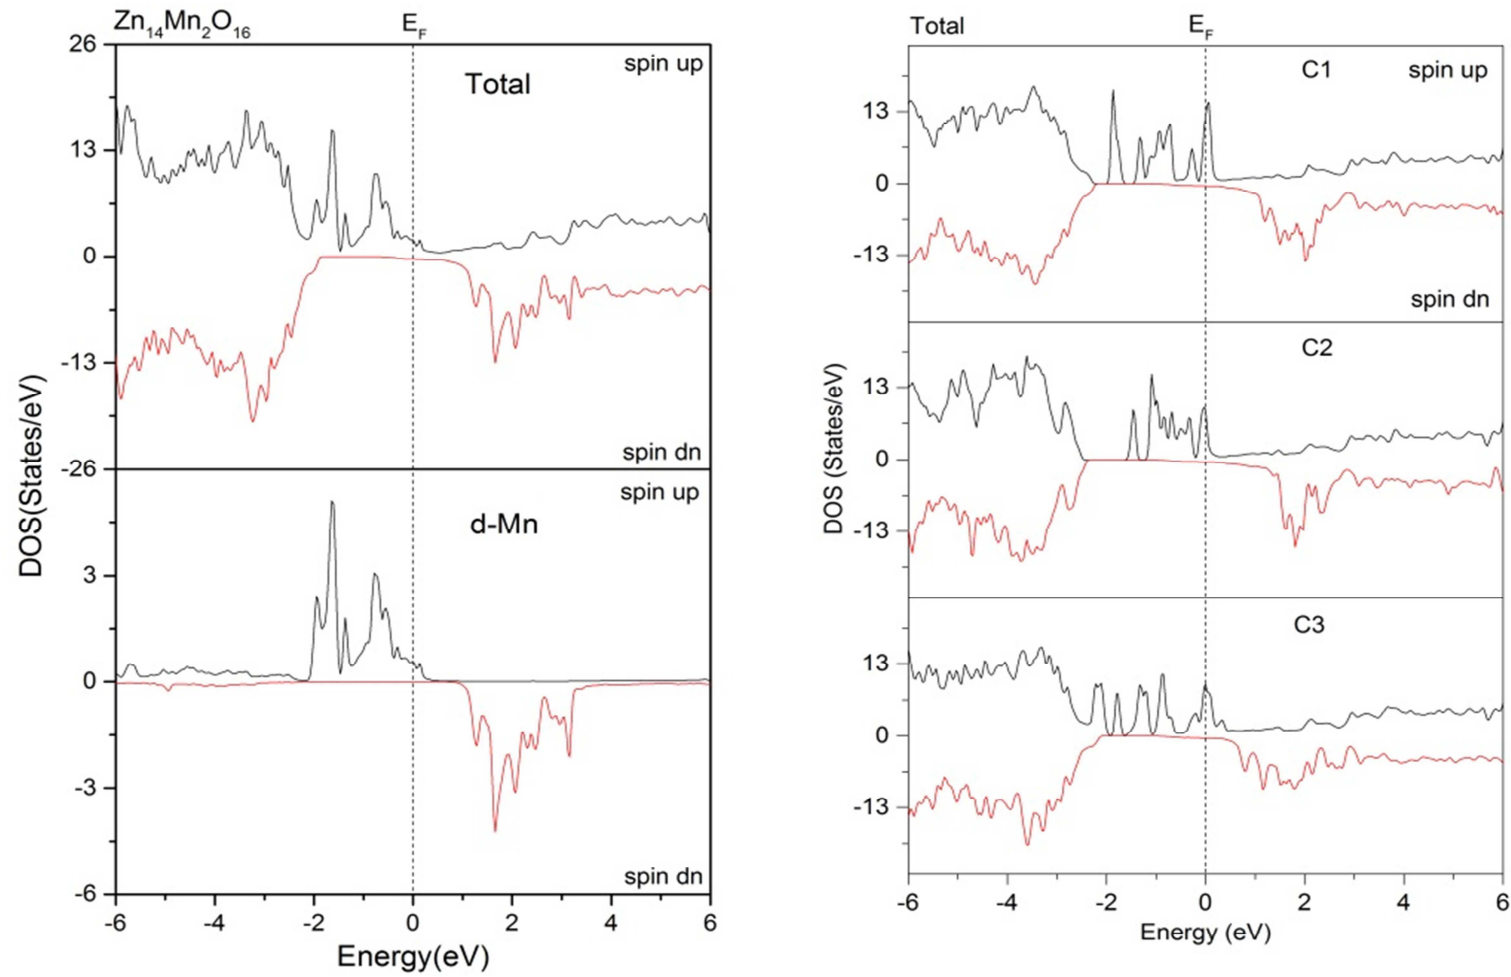 Zn14Mn2O16
EF
26
spin up
Total
13
0
-13
spin dn
-26
spin up
d-Mn
3
0
-3
spin dn
-6
-6 -4 -2 0 2 4 6
Energy(eV)
DOS(States/eV)
Total
EF
C1
spin up
13
0
-13
spin dn
C2
13
0
-13
C3
13
0
-13
-6 -4 -2 0 2 4 6
Energy (eV)
DOS (States/eV)